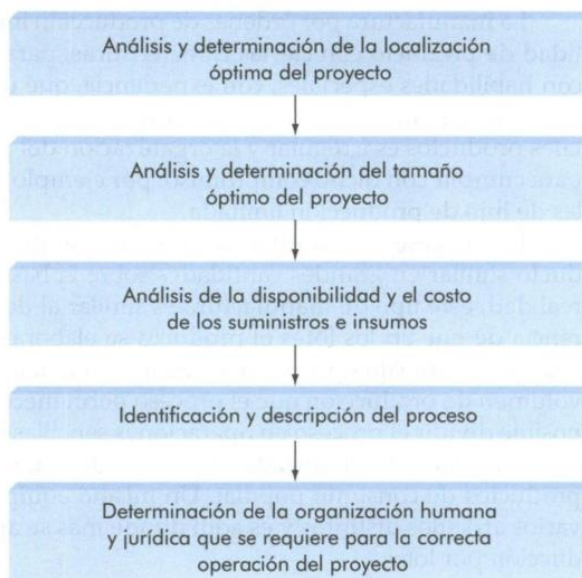 Análisis y determinación de la localización
óptima del proyecto
Análisis y determinación del tamaño
óptimo del proyecto
Análisis de la disponibilidad y el costo
de los suministros e insumos
Identificación y descripción del proceso
Determinación de la organización humana
y jurídica que se requiere para la correcta
operación del proyecto